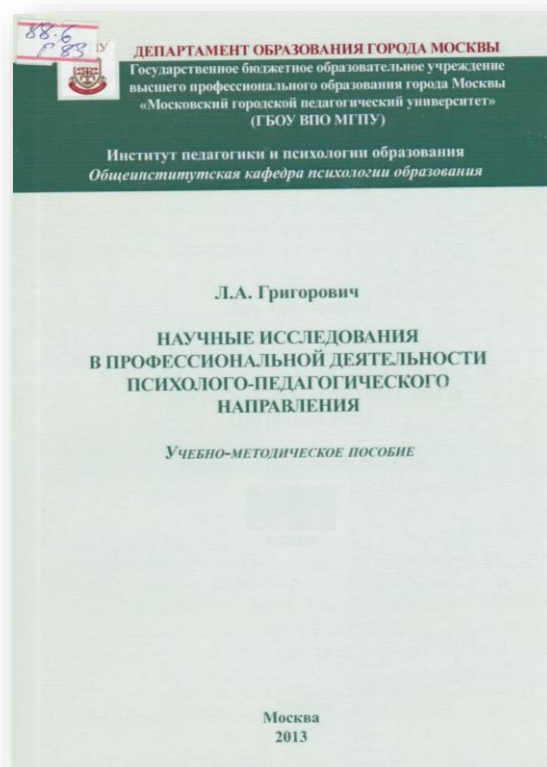 88.6
Г 83
ДЕПАРТАМЕНТ ОБРАЗОВАНИЯ ГОРОДА МОСКВЫ
Государственное бюджетное образовательное учреждение
высшего профессионального образования города Москвы
«Московский городской педагогический университет»
(ГБОУ ВПО МГПУ)
Институт педагогики и психологии образования
Общеинститутская кафедра психологии образования
Л.А. Григорович
НАУЧНЫЕ ИССЛЕДОВАНИЯ
В ПРОФЕССИОНАЛЬНОЙ ДЕЯТЕЛЬНОСТИ
ПСИХОЛОГО-ПЕДАГОГИЧЕСКОГО
НАПРАВЛЕНИЯ
УЧЕБНО-МЕТОДИЧЕСКОЕ ПОСОБИЕ
Москва
2013